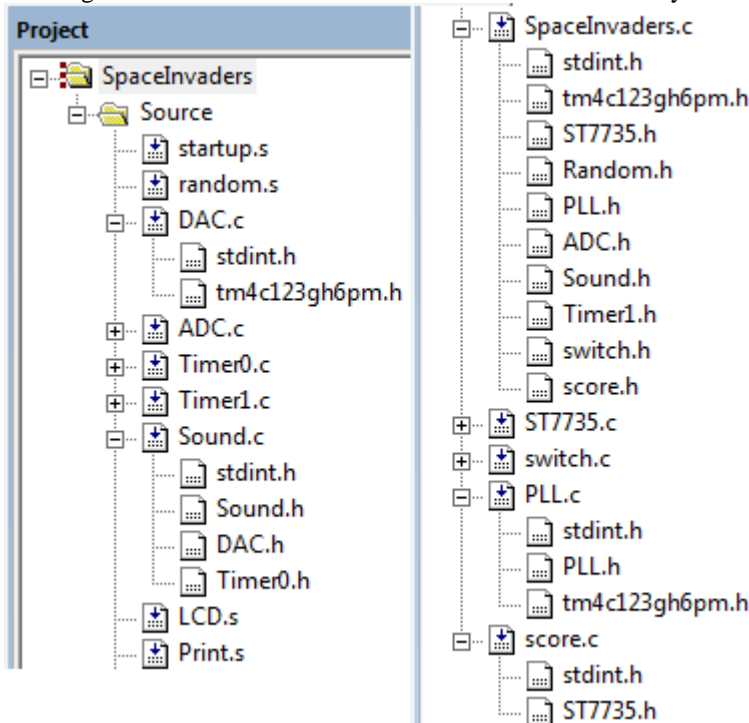 Project
SpaceInvaders
Source
startup.s
random.s
DAC.c
stdint.h
tm4c123gh6pm.h
ADC.c
Timer0.c
Timer1.c
Sound.c
stdint.h
Sound.h
DAC.h
Timer0.h
LCD.s
Print.s
SpaceInvaders.c
stdint.h
tm4c123gh6pm.h
ST7735.h
Random.h
PLL.h
ADC.h
Sound.h
Timer1.h
switch.h
score.h
ST7735.c
switch.c
PLL.c
stdint.h
PLL.h
tm4c123gh6pm.h
score.c
stdint.h
ST7735.h